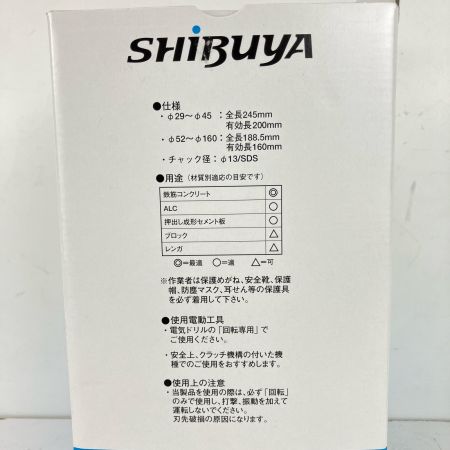 SHIBUYA
●仕様
・φ29～φ45 ：全長245mm
有効長200mm
・φ52～φ160：全長188.5mm
有効長160mm
・チャック径：φ13/SDS
●用途（材質別適応の目安です）
鉄筋コンクリート ◎
ALC ○
押出し成形セメント板 ○
ブロック △
レンガ △
◎=最適 ○=適 △=可
※作業者は保護めがね、安全靴、保護
帽、防塵マスク、耳せん等の保護具
を必ず着用して下さい。
●使用電動工具
・電気ドリルの「回転専用」で
ご使用ください。
・安全上、クラッチ機構の付いた機
種でのご使用をおすすめします。
●使用上の注意
・当製品を使用の際は、必ず「回転」
のみで使用し、打撃、振動を加えて
運転しないでください。
刃先破損の原因になります。